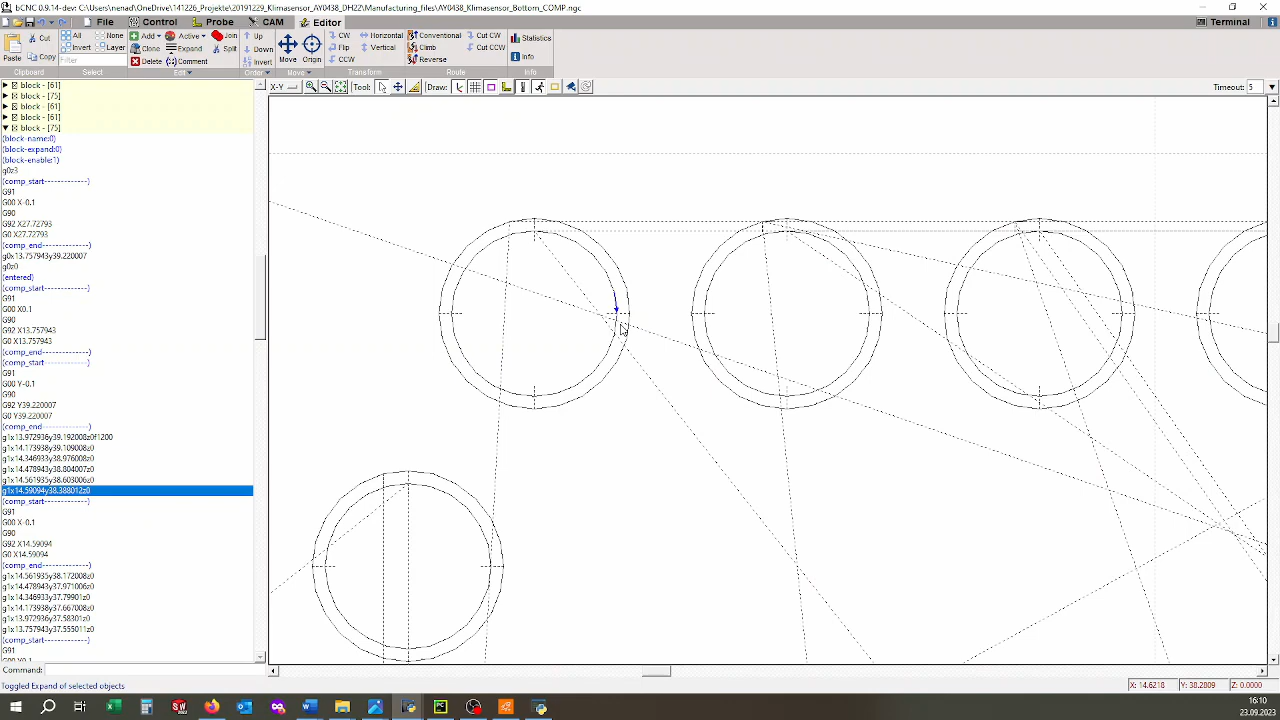 bCNC 0.9.14-dev: C:/Users/nenad/OneDrive/141226_Projekte/20191229_Klimasensor_AY0438_DH22/Manufacturing_files/AY0438_Klimasensor_Bottom_COMP.ngc
File Control Probe CAM Editor Terminal
Paste Cut Copy Clipboard
All None Invert Layer Filter Select
Add Active Join Clone Expand Split Delete Comment Edit
Up Down Invert Order
Move Origin Move
CW Horizontal Flip Vertical CCW Transform
Conventional Cut CW Climb Cut CCW Reverse Route
Statistics Info Info
X-Y Tool: Draw: Timeout: 5
block - [61]
block - [75]
block - [61]
block - [61]
block - [75]
(block-name:0)
(block-expand:0)
(block-enable:1)
g0z3
(comp_start-------------)
G91
G00 X-0.1
G90
G92 X27.72793
G0 X27.72793
(comp_end-------------)
g0x13.757943y39.220007
g0z0
(entered)
(comp_start-------------)
G91
G00 X0.1
G90
G92 X13.757943
G0 X13.757943
(comp_end-------------)
(comp_start-------------)
G91
G00 Y-0.1
G90
G92 Y39.220007
G0 Y39.220007
(comp_end-------------)
g1x13.972936y39.192008z0f1200
g1x14.173938y39.109008z0
g1x14.346933y38.976008z0
g1x14.478943y38.804007z0
g1x14.561935y38.603006z0
g1x14.59094y38.388012z0
(comp_start-------------)
G91
G00 X-0.1
G90
G92 X14.59094
G0 X14.59094
(comp_end-------------)
g1x14.561935y38.172008z0
g1x14.478943y37.971006z0
g1x14.346933y37.79901z0
g1x14.173938y37.667008z0
g1x13.972936y37.58301z0
g1x13.757943y37.555011z0
(comp_start-------------)
G91
Command:
Toggled Expand of selected objects X: 14.6218 Y: 38.2809 Z: 0.0000
16:10
23.09.2023